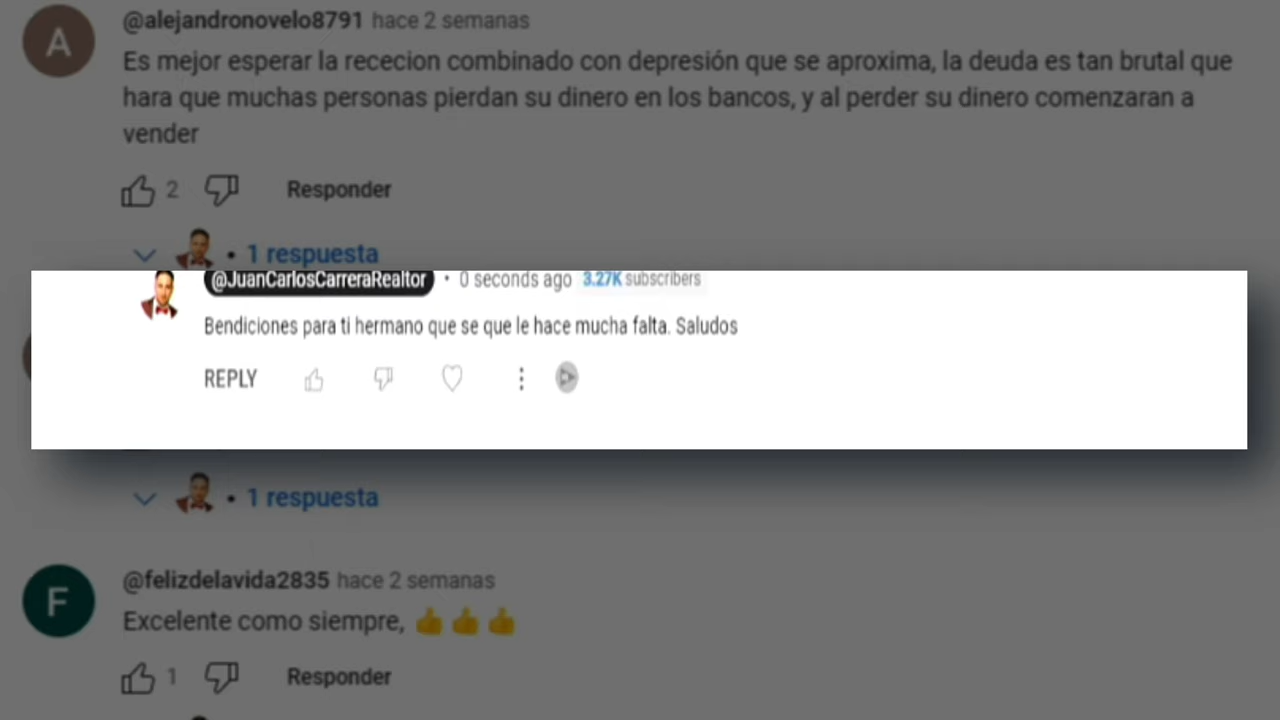 A
@alejandronovelo8791 hace 2 semanas
Es mejor esperar la rececion combinado con depresión que se aproxima, la deuda es tan brutal que
hara que muchas personas pierdan su dinero en los bancos, y al perder su dinero comenzaran a
vender
2 Responder
• 1 respuesta
@JuanCarlosCarreraRealtor • 0 seconds ago 3.27K subscribers
Bendiciones para ti hermano que se que le hace mucha falta. Saludos
REPLY
• 1 respuesta
F
@felizdelavida2835 hace 2 semanas
Excelente como siempre, 👍👍👍
1 Responder